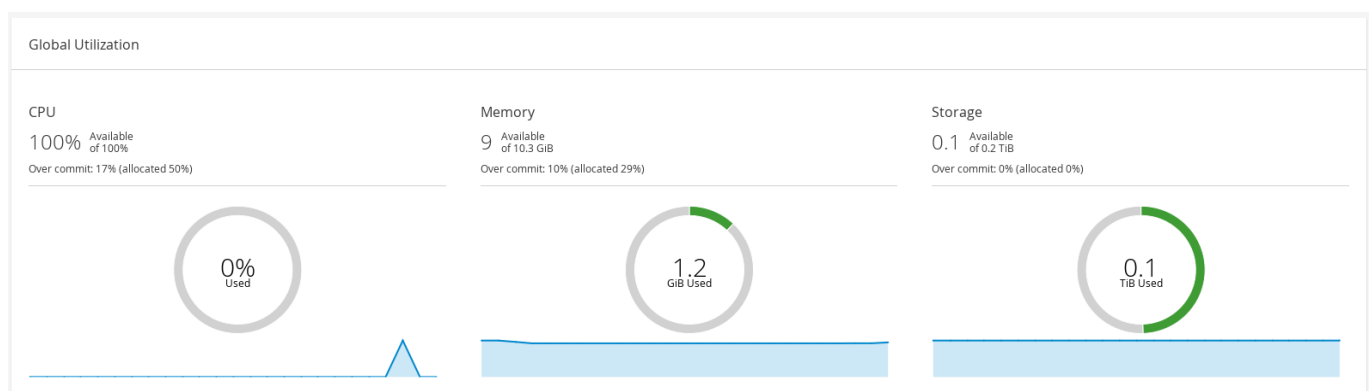 Global Utilization
CPU
100% Available
of 100%
Over commit: 17% (allocated 50%)
0%
Used
Memory
9 Available
of 10.3 GiB
Over commit: 10% (allocated 29%)
1.2
GiB Used
Storage
0.1 Available
of 0.2 TiB
Over commit: 0% (allocated 0%)
0.1
TiB Used